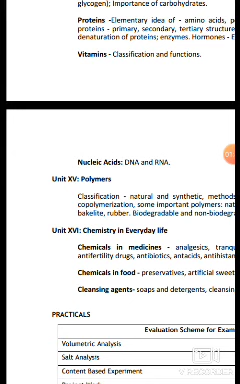 glycogen); Importance of carbohydrates.
Proteins -Elementary idea of - amino acids, p
proteins - primary, secondary, tertiary structure
denaturation of proteins; enzymes. Hormones - E
Vitamins - Classification and functions.
Nucleic Acids: DNA and RNA.
01
Unit XV: Polymers
Classification - natural and synthetic, methods
copolymerization, some important polymers: nat
bakelite, rubber. Biodegradable and non-biodegra
Unit XVI: Chemistry in Everyday life
Chemicals in medicines - analgesics, tranqu
antifertility drugs, antibiotics, antacids, antihistam
Chemicals in food - preservatives, artificial sweet
Cleansing agents- soaps and detergents, cleansin
PRACTICALS
Evaluation Scheme for Exam
Volumetric Analysis
Salt Analysis
Content Based Experiment